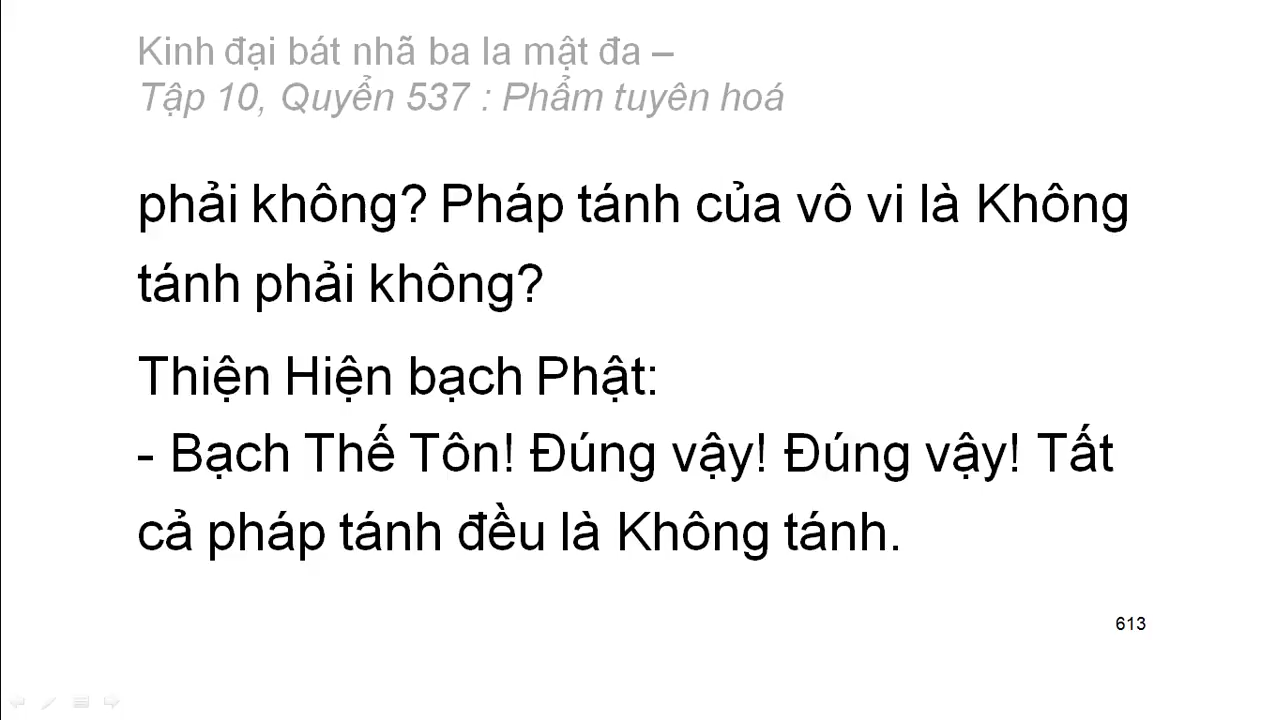 Kinh đại bát nhã ba la mật đa –
Tập 10, Quyển 537 : Phẩm tuyên hoá
phải không? Pháp tánh của vô vi là Không
tánh phải không?
Thiện Hiện bạch Phật:
- Bạch Thế Tôn! Đúng vậy! Đúng vậy! Tất
cả pháp tánh đều là Không tánh.
613